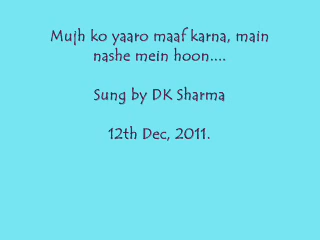 Mujh ko yaaro maaf karna, main
nashe mein hoon....
Sung by DK Sharma
12th Dec, 2011.